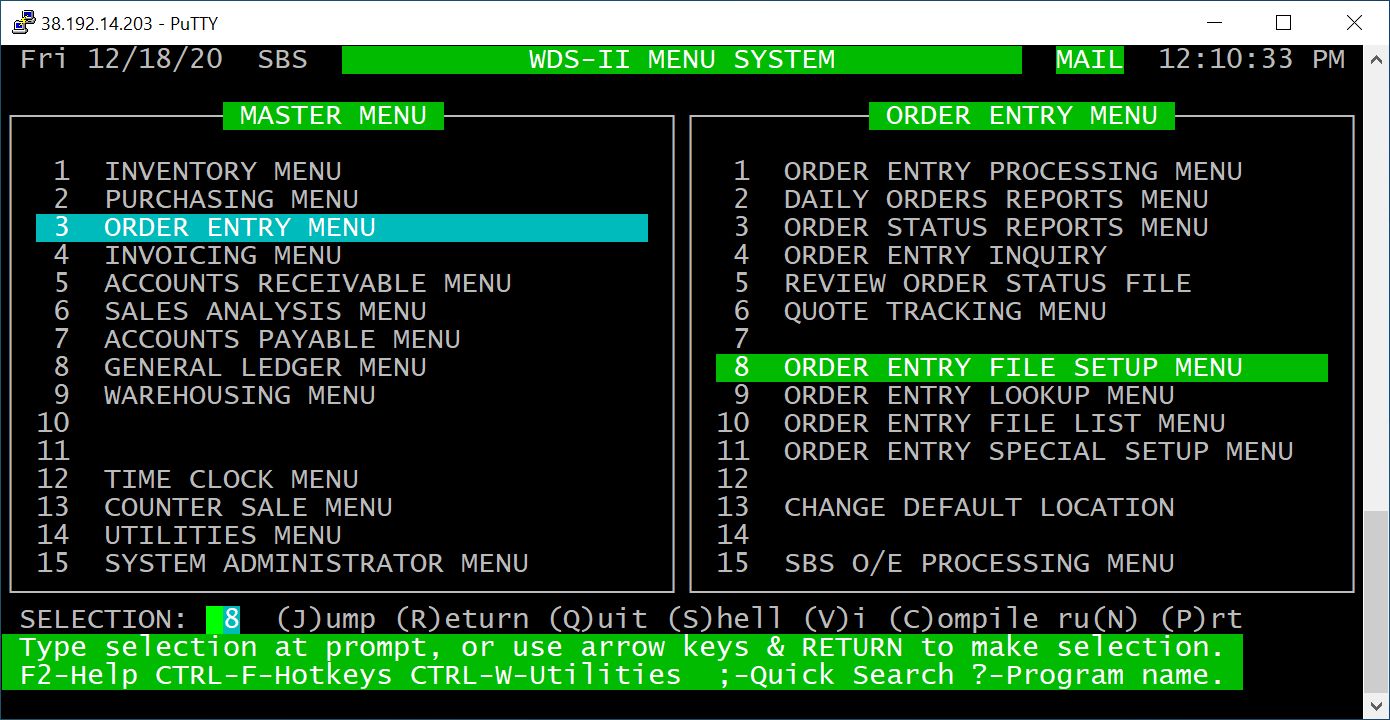 38.192.14.203 - PuTTY
Fri 12/18/20 SBS WDS-II MENU SYSTEM MAIL 12:10:33 PM
MASTER MENU
1 INVENTORY MENU
2 PURCHASING MENU
3 ORDER ENTRY MENU
4 INVOICING MENU
5 ACCOUNTS RECEIVABLE MENU
6 SALES ANALYSIS MENU
7 ACCOUNTS PAYABLE MENU
8 GENERAL LEDGER MENU
9 WAREHOUSING MENU
10
11
12 TIME CLOCK MENU
13 COUNTER SALE MENU
14 UTILITIES MENU
15 SYSTEM ADMINISTRATOR MENU
ORDER ENTRY MENU
1 ORDER ENTRY PROCESSING MENU
2 DAILY ORDERS REPORTS MENU
3 ORDER STATUS REPORTS MENU
4 ORDER ENTRY INQUIRY
5 REVIEW ORDER STATUS FILE
6 QUOTE TRACKING MENU
7
8 ORDER ENTRY FILE SETUP MENU
9 ORDER ENTRY LOOKUP MENU
10 ORDER ENTRY FILE LIST MENU
11 ORDER ENTRY SPECIAL SETUP MENU
12
13 CHANGE DEFAULT LOCATION
14
15 SBS O/E PROCESSING MENU
SELECTION: 8 (J)ump (R)eturn (Q)uit (S)hell (V)i (C)ompile ru(N) (P)rt
Type selection at prompt, or use arrow keys & RETURN to make selection.
F2-Help CTRL-F-Hotkeys CTRL-W-Utilities ;-Quick Search ?-Program name.